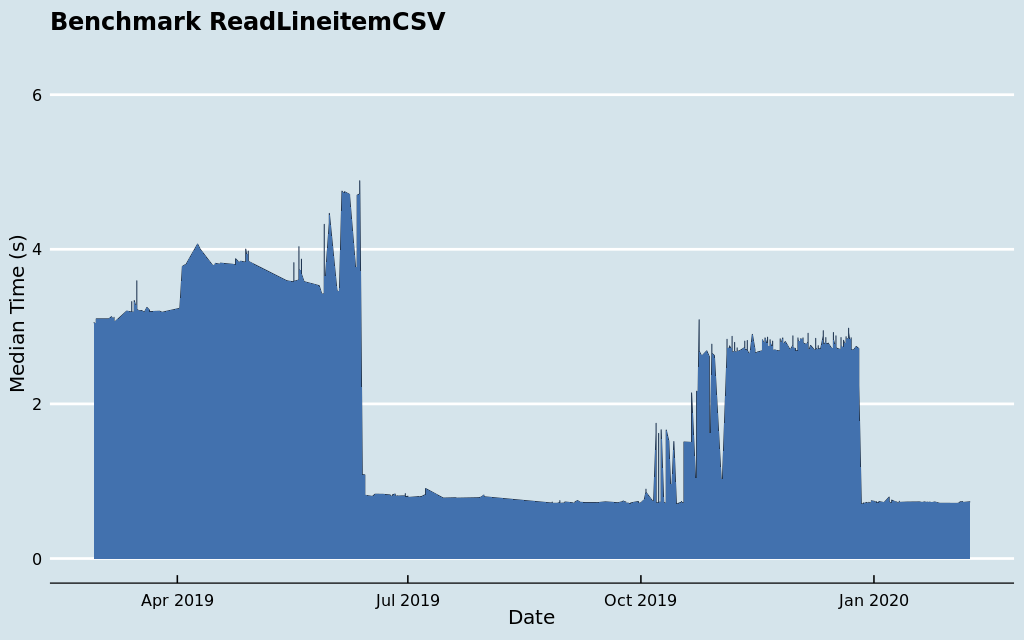 Benchmark ReadLineitemCSV
Median Time (s)
6
4
2
0
Apr 2019
Jul 2019
Oct 2019
Jan 2020
Date